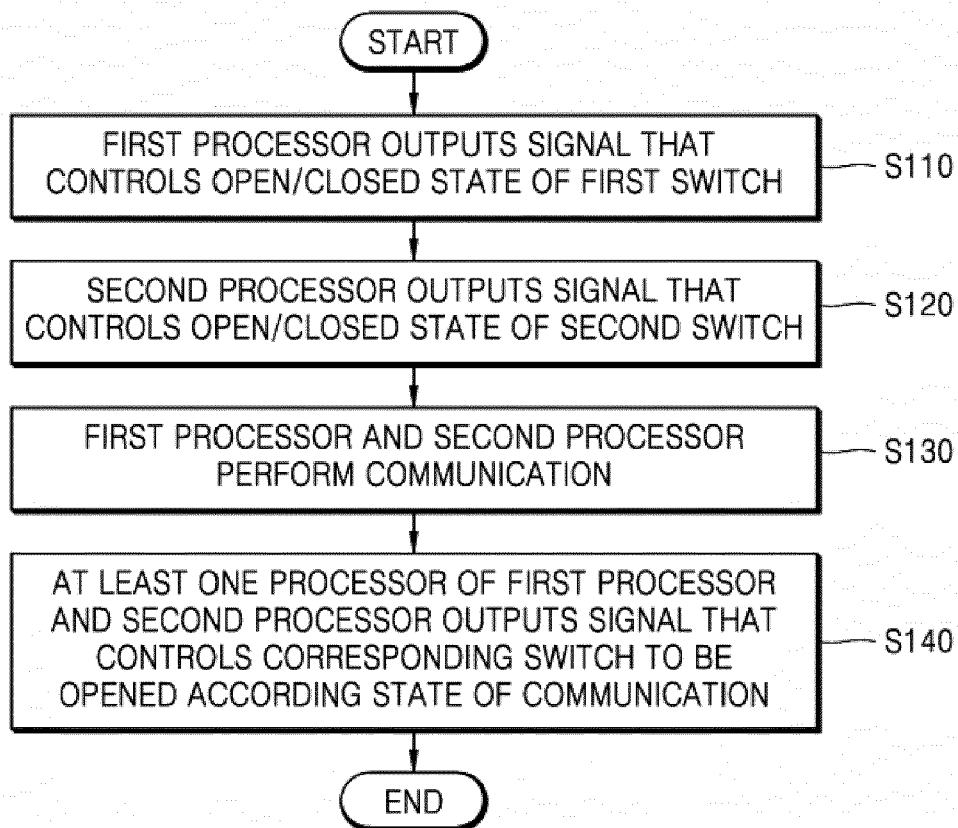 START
FIRST PROCESSOR OUTPUTS SIGNAL THAT
CONTROLS OPEN/CLOSED STATE OF FIRST SWITCH
S110
SECOND PROCESSOR OUTPUTS SIGNAL THAT
CONTROLS OPEN/CLOSED STATE OF SECOND SWITCH
S120
FIRST PROCESSOR AND SECOND PROCESSOR
PERFORM COMMUNICATION
S130
AT LEAST ONE PROCESSOR OF FIRST PROCESSOR
AND SECOND PROCESSOR OUTPUTS SIGNAL THAT
CONTROLS CORRESPONDING SWITCH TO BE
OPENED ACCORDING STATE OF COMMUNICATION
S140
END